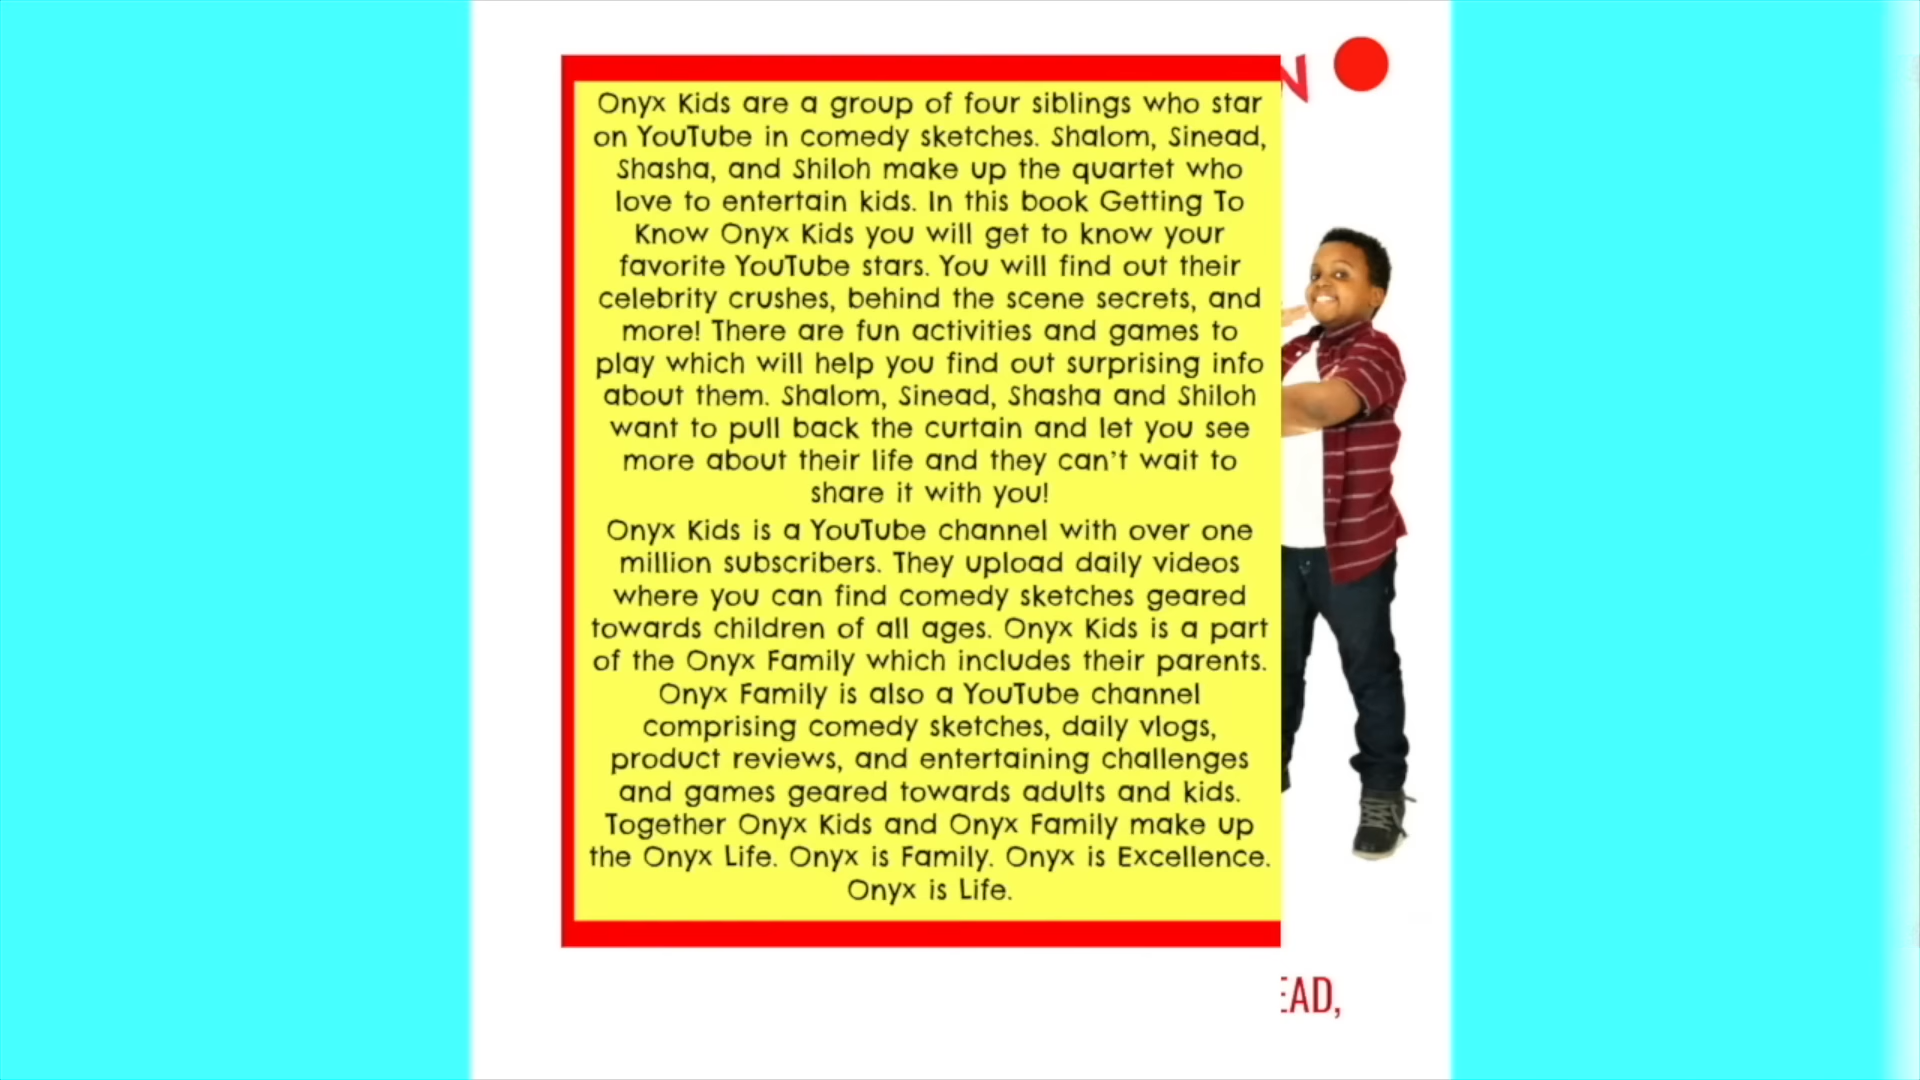 Onyx Kids are a group of four siblings who star
on YouTube in comedy sketches. Shalom, Sinead,
Shasha, and Shiloh make up the quartet who
love to entertain kids. In this book Getting To
Know Onyx Kids you will get to know your
favorite YouTube stars. You will find out their
celebrity crushes, behind the scene secrets, and
more! There are fun activities and games to
play which will help you find out surprising info
about them. Shalom, Sinead, Shasha and Shiloh
want to pull back the curtain and let you see
more about their life and they can't wait to
share it with you!
Onyx Kids is a YouTube channel with over one
million subscribers. They upload daily videos
where you can find comedy sketches geared
towards children of all ages. Onyx Kids is a part
of the Onyx Family which includes their parents.
Onyx Family is also a YouTube channel
comprising comedy sketches, daily vlogs,
product reviews, and entertaining challenges
and games geared towards adults and kids.
Together Onyx Kids and Onyx Family make up
the Onyx Life. Onyx is Family. Onyx is Excellence.
Onyx is Life.
N
EAD,